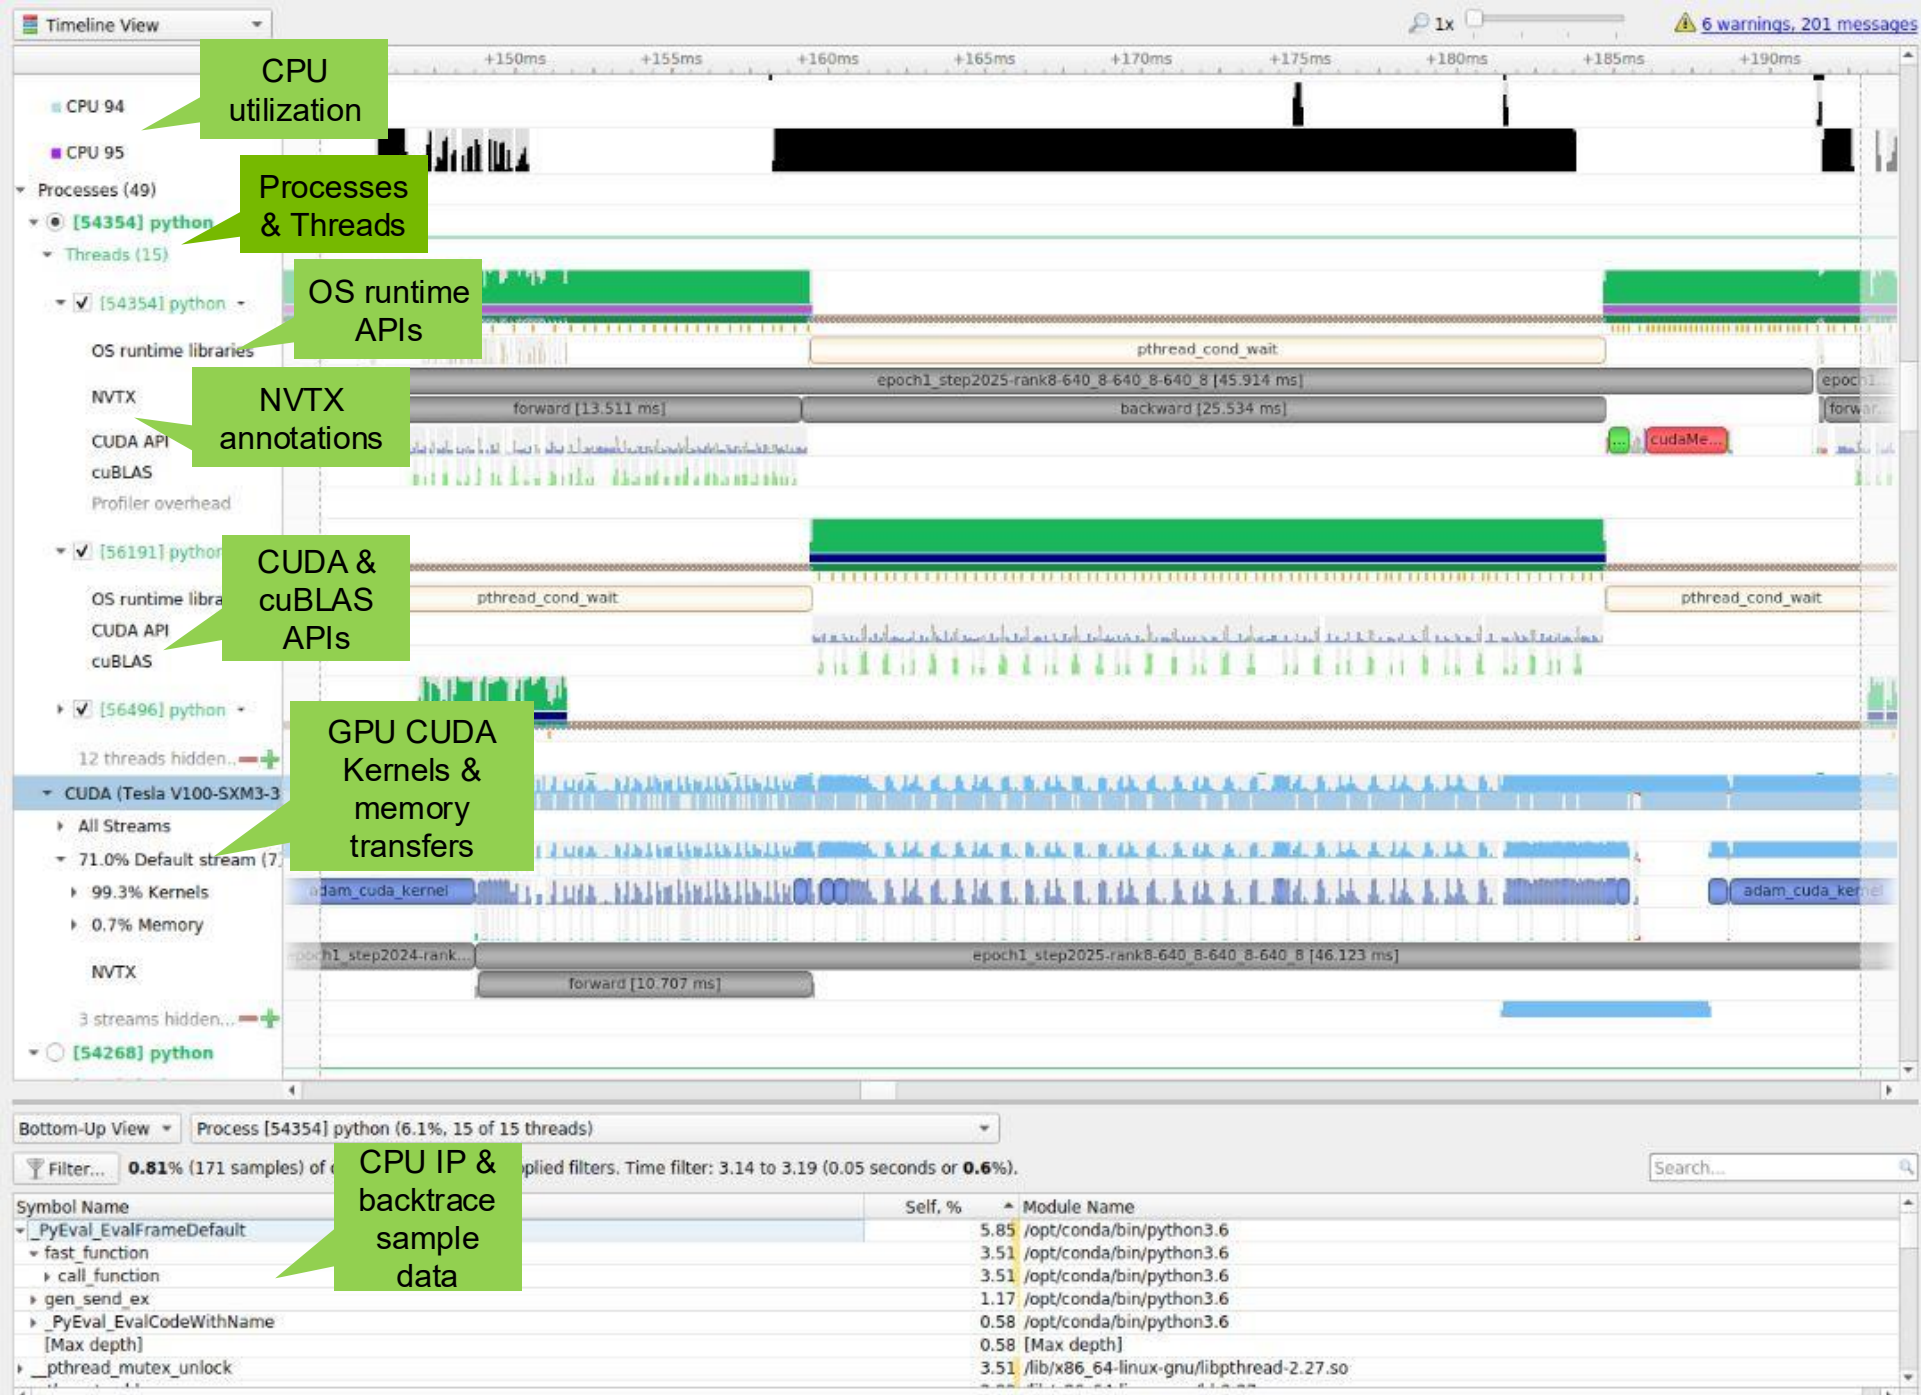 Timeline View
1x
6 warnings, 201 messages
+150ms +155ms +160ms +165ms +170ms +175ms +180ms +185ms +190ms
CPU utilization
CPU 94
CPU 95
Processes (49)
Processes & Threads
[54354] python
Threads (15)
OS runtime APIs
[54354] python
OS runtime libraries
pthread_cond_wait
NVTX annotations
epoch1_step2025-rank8-640_8-640_8-640_8 [45.914 ms]
NVTX
forward [13.511 ms]
backward [25.534 ms]
CUDA API
cudaMe...
cuBLAS
Profiler overhead
CUDA & cuBLAS APIs
[56191] python
OS runtime libra
pthread_cond_wait
pthread_cond_wait
CUDA API
cuBLAS
[56496] python
GPU CUDA Kernels & memory transfers
12 threads hidden...
CUDA (Tesla V100-SXM3-3
All Streams
71.0% Default stream (7
99.3% Kernels
adam_cuda_kernel
adam_cuda_kernel
0.7% Memory
ch1_step2024-rank...
epoch1_step2025-rank8-640_8-640_8-640_8 [46.123 ms]
NVTX
forward [10.707 ms]
3 streams hidden...
[54268] python
Bottom-Up View
Process [54354] python (6.1%, 15 of 15 threads)
Filter...
0.81% (171 samples) of
plied filters. Time filter: 3.14 to 3.19 (0.05 seconds or 0.6%).
Search...
CPU IP & backtrace sample data
Symbol Name Self, % Module Name
_PyEval_EvalFrameDefault 5.85 /opt/conda/bin/python3.6
fast_function 3.51 /opt/conda/bin/python3.6
call_function 3.51 /opt/conda/bin/python3.6
gen_send_ex 1.17 /opt/conda/bin/python3.6
_PyEval_EvalCodeWithName 0.58 /opt/conda/bin/python3.6
[Max depth] 0.58 [Max depth]
__pthread_mutex_unlock 3.51 /lib/x86_64-linux-gnu/libpthread-2.27.so